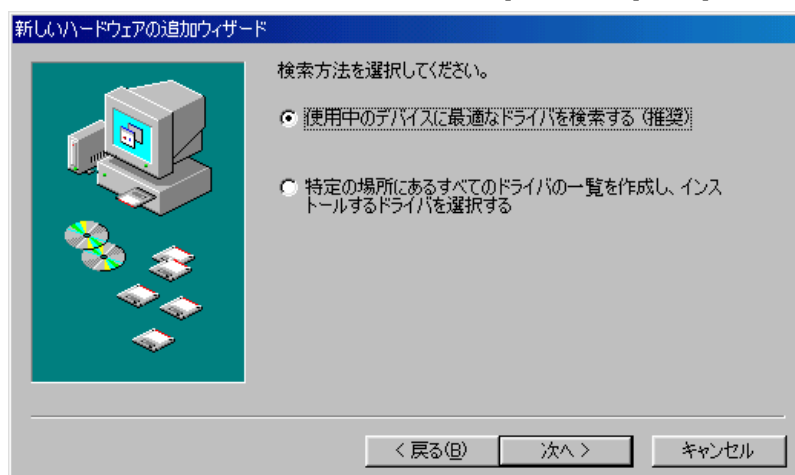 新しいハードウェアの追加ウィザード
検索方法を選択してください。
使用中のデバイスに最適なドライバを検索する (推奨)
特定の場所にあるすべてのドライバの一覧を作成し、インス
トールするドライバを選択する
< 戻る(B)
次へ >
キャンセル